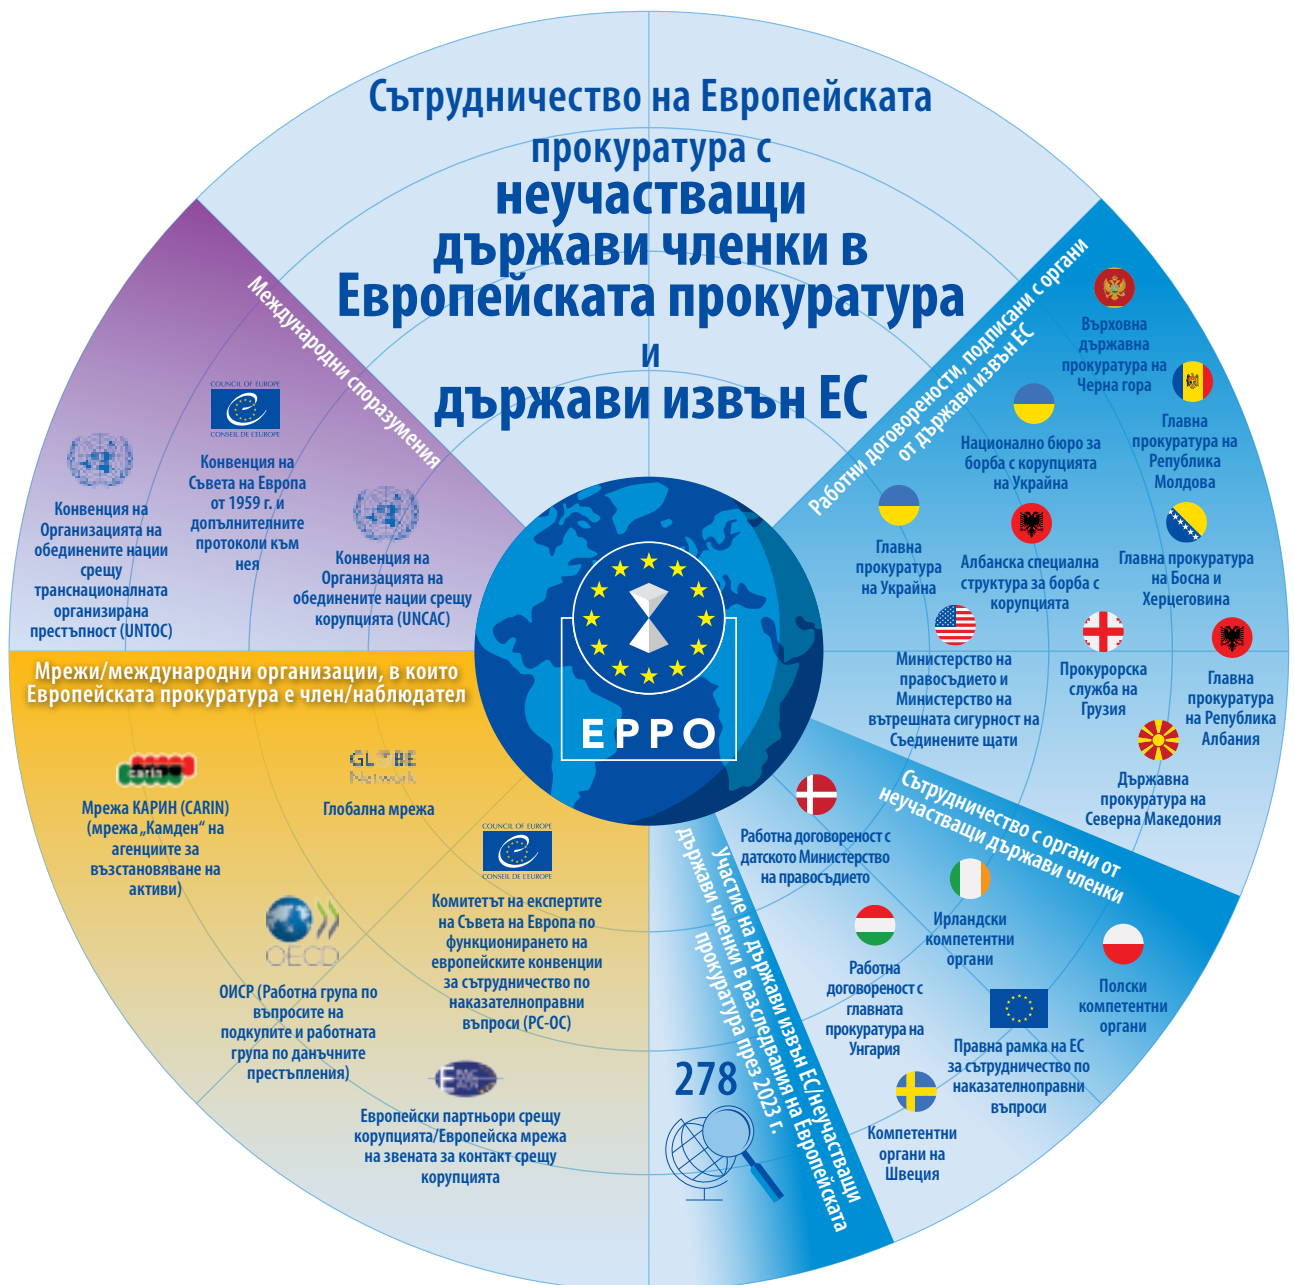 Сътрудничество на Европейската
прокуратура с
неучастващи
държави членки в
Европейската прокуратура
и
държави извън ЕС
Международни споразумения
COUNCIL OF EUROPE
CONSEIL DE L'EUROPE
Конвенция на
Организацията на
обединените нации
срещу
транснационалната
организирана
престъпност (UNTOC)
Конвенция на
Съвета на Европа
от 1959 г. и
допълнителните
протоколи към
нея
Конвенция на
Организацията на
обединените нации срещу
корупцията (UNCAC)
Работни договорености, подписани с органи
от държави извън ЕС
Върховна
държавна
прокуратура на
Черна гора
Главна
прокуратура на
Република
Молдова
Национално бюро за
борба с корупцията
на Украйна
Главна
прокуратура
на Украйна
Албанска специална
структура за борба с
корупцията
Главна прокуратура
на Босна и
Херцеговина
Министерство на
правосъдието и
Министерство на
вътрешната сигурност на
Съединените щати
Прокурорска
служба на
Грузия
Главна
прокуратура
на Република
Албания
Държавна
прокуратура на
Северна Македония
EPPO
Мрежи/международни организации, в които
Европейската прокуратура е член/наблюдател
carin
Мрежа КАРИН (CARIN)
(мрежа „Камден“ на
агенциите за
възстановяване на
активи)
GLOBE
Network
Глобална мрежа
COUNCIL OF EUROPE
CONSEIL DE L'EUROPE
Комитетът на експертите
на Съвета на Европа по
функционирането на
европейските конвенции
за сътрудничество по
наказателноправни
въпроси (PC-OC)
OECD
ОИСР (Работна група по
въпросите на
подкупите и работната
група по данъчните
престъпления)
Европейски партньори срещу
корупцията/Европейска мрежа
на звената за контакт срещу
корупцията
Участие на държави извън ЕС/неучастващи
държави членки в разследвания на Европейската
прокуратура през 2023 г.
278
Сътрудничество с органи от
неучастващи държави членки
Работна договореност с
датското Министерство
на правосъдието
Ирландски
компетентни
органи
Работна
договореност с
главната
прокуратура на
Унгария
Полски
компетентни
органи
Правна рамка на ЕС
за сътрудничество по
наказателноправни
въпроси
Компетентни
органи на
Швеция